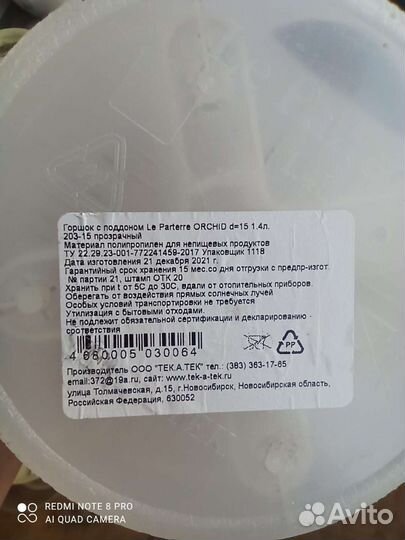 Горшок с поддоном Le Parterre ORCHID d=15 1.4л.
203-15 прозрачный
Материал полипропилен для непищевых продуктов
ТУ 22.29.23-001-772241459-2017 Упаковщик 1118
Дата изготовления 21 декабря 2021 г.
Гарантийный срок хранения 15 мес.со дня отгрузки с предпр-изгот.
№ партии 21, штамп ОТК 20
Хранить при t от 5С до 30С, вдали от отопительных приборов.
Оберегать от воздействия прямых солнечных лучей
Особых условий транспортировки не требуется
Утилизация с бытовыми отходами.
Не подлежит обязательной сертификации и декларированию -
соответствия
4 680005 030064
PP
Производитель ООО "ТЕК.А.ТЕК" тел.: (383) 363-17-65
email:372@19a.ru, сайт: www.tek-a-tek.ru
улица Толмачевская, д.15, г.Новосибирск, Новосибирская область,
Российская Федерация, 630052
REDMI NOTE 8 PRO
AI QUAD CAMERA
Avito